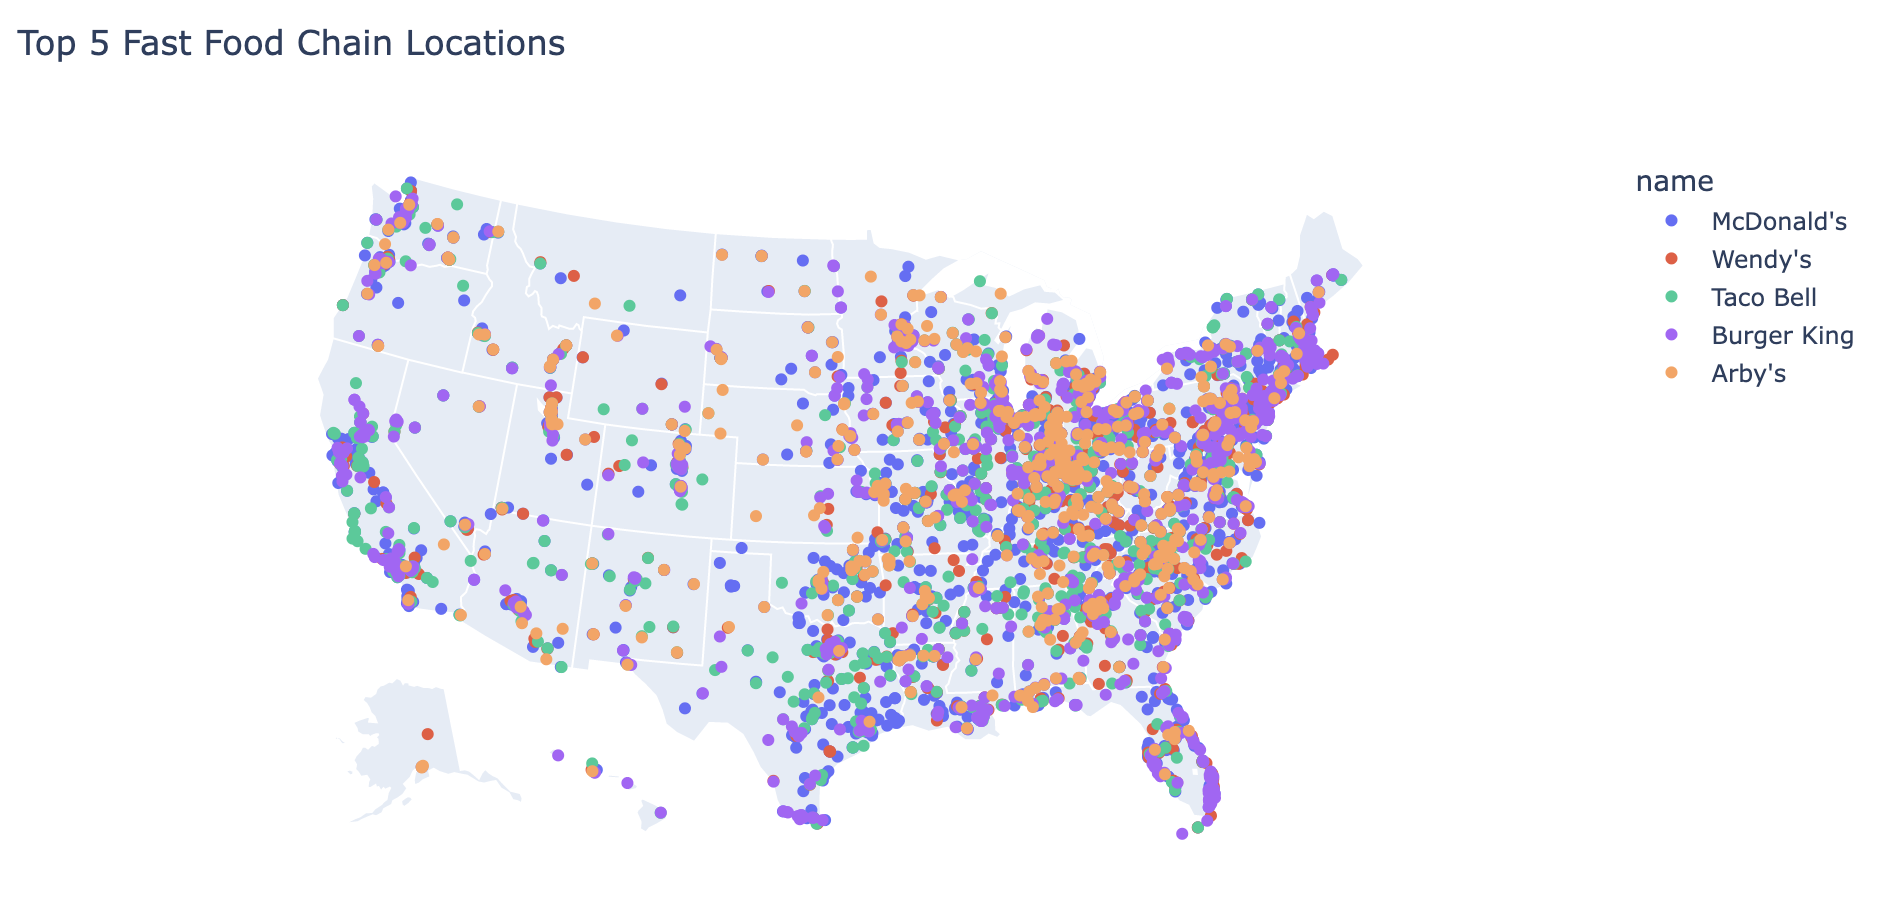 Top 5 Fast Food Chain Locations
name
McDonald's
Wendy's
Taco Bell
Burger King
Arby's